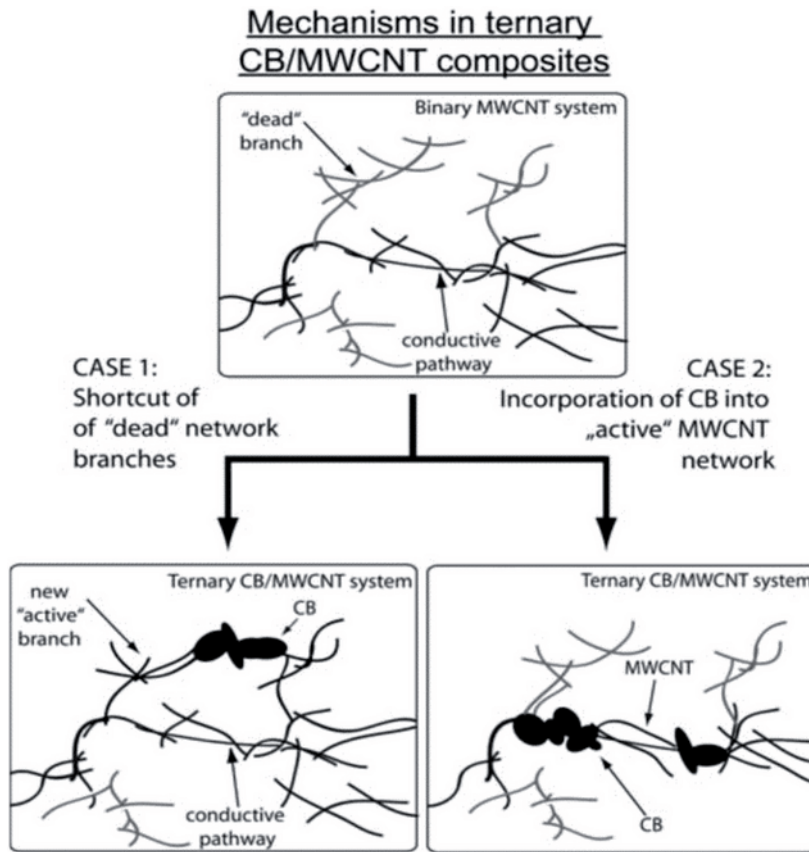 Mechanisms in ternary
CB/MWCNT composites
Binary MWCNT system
"dead"
branch
conductive
pathway
CASE 1:
Shortcut of
of "dead" network
branches
CASE 2:
Incorporation of CB into
„active" MWCNT
network
Ternary CB/MWCNT system
new
"active"
branch
CB
conductive
pathway
Ternary CB/MWCNT system
MWCNT
CB